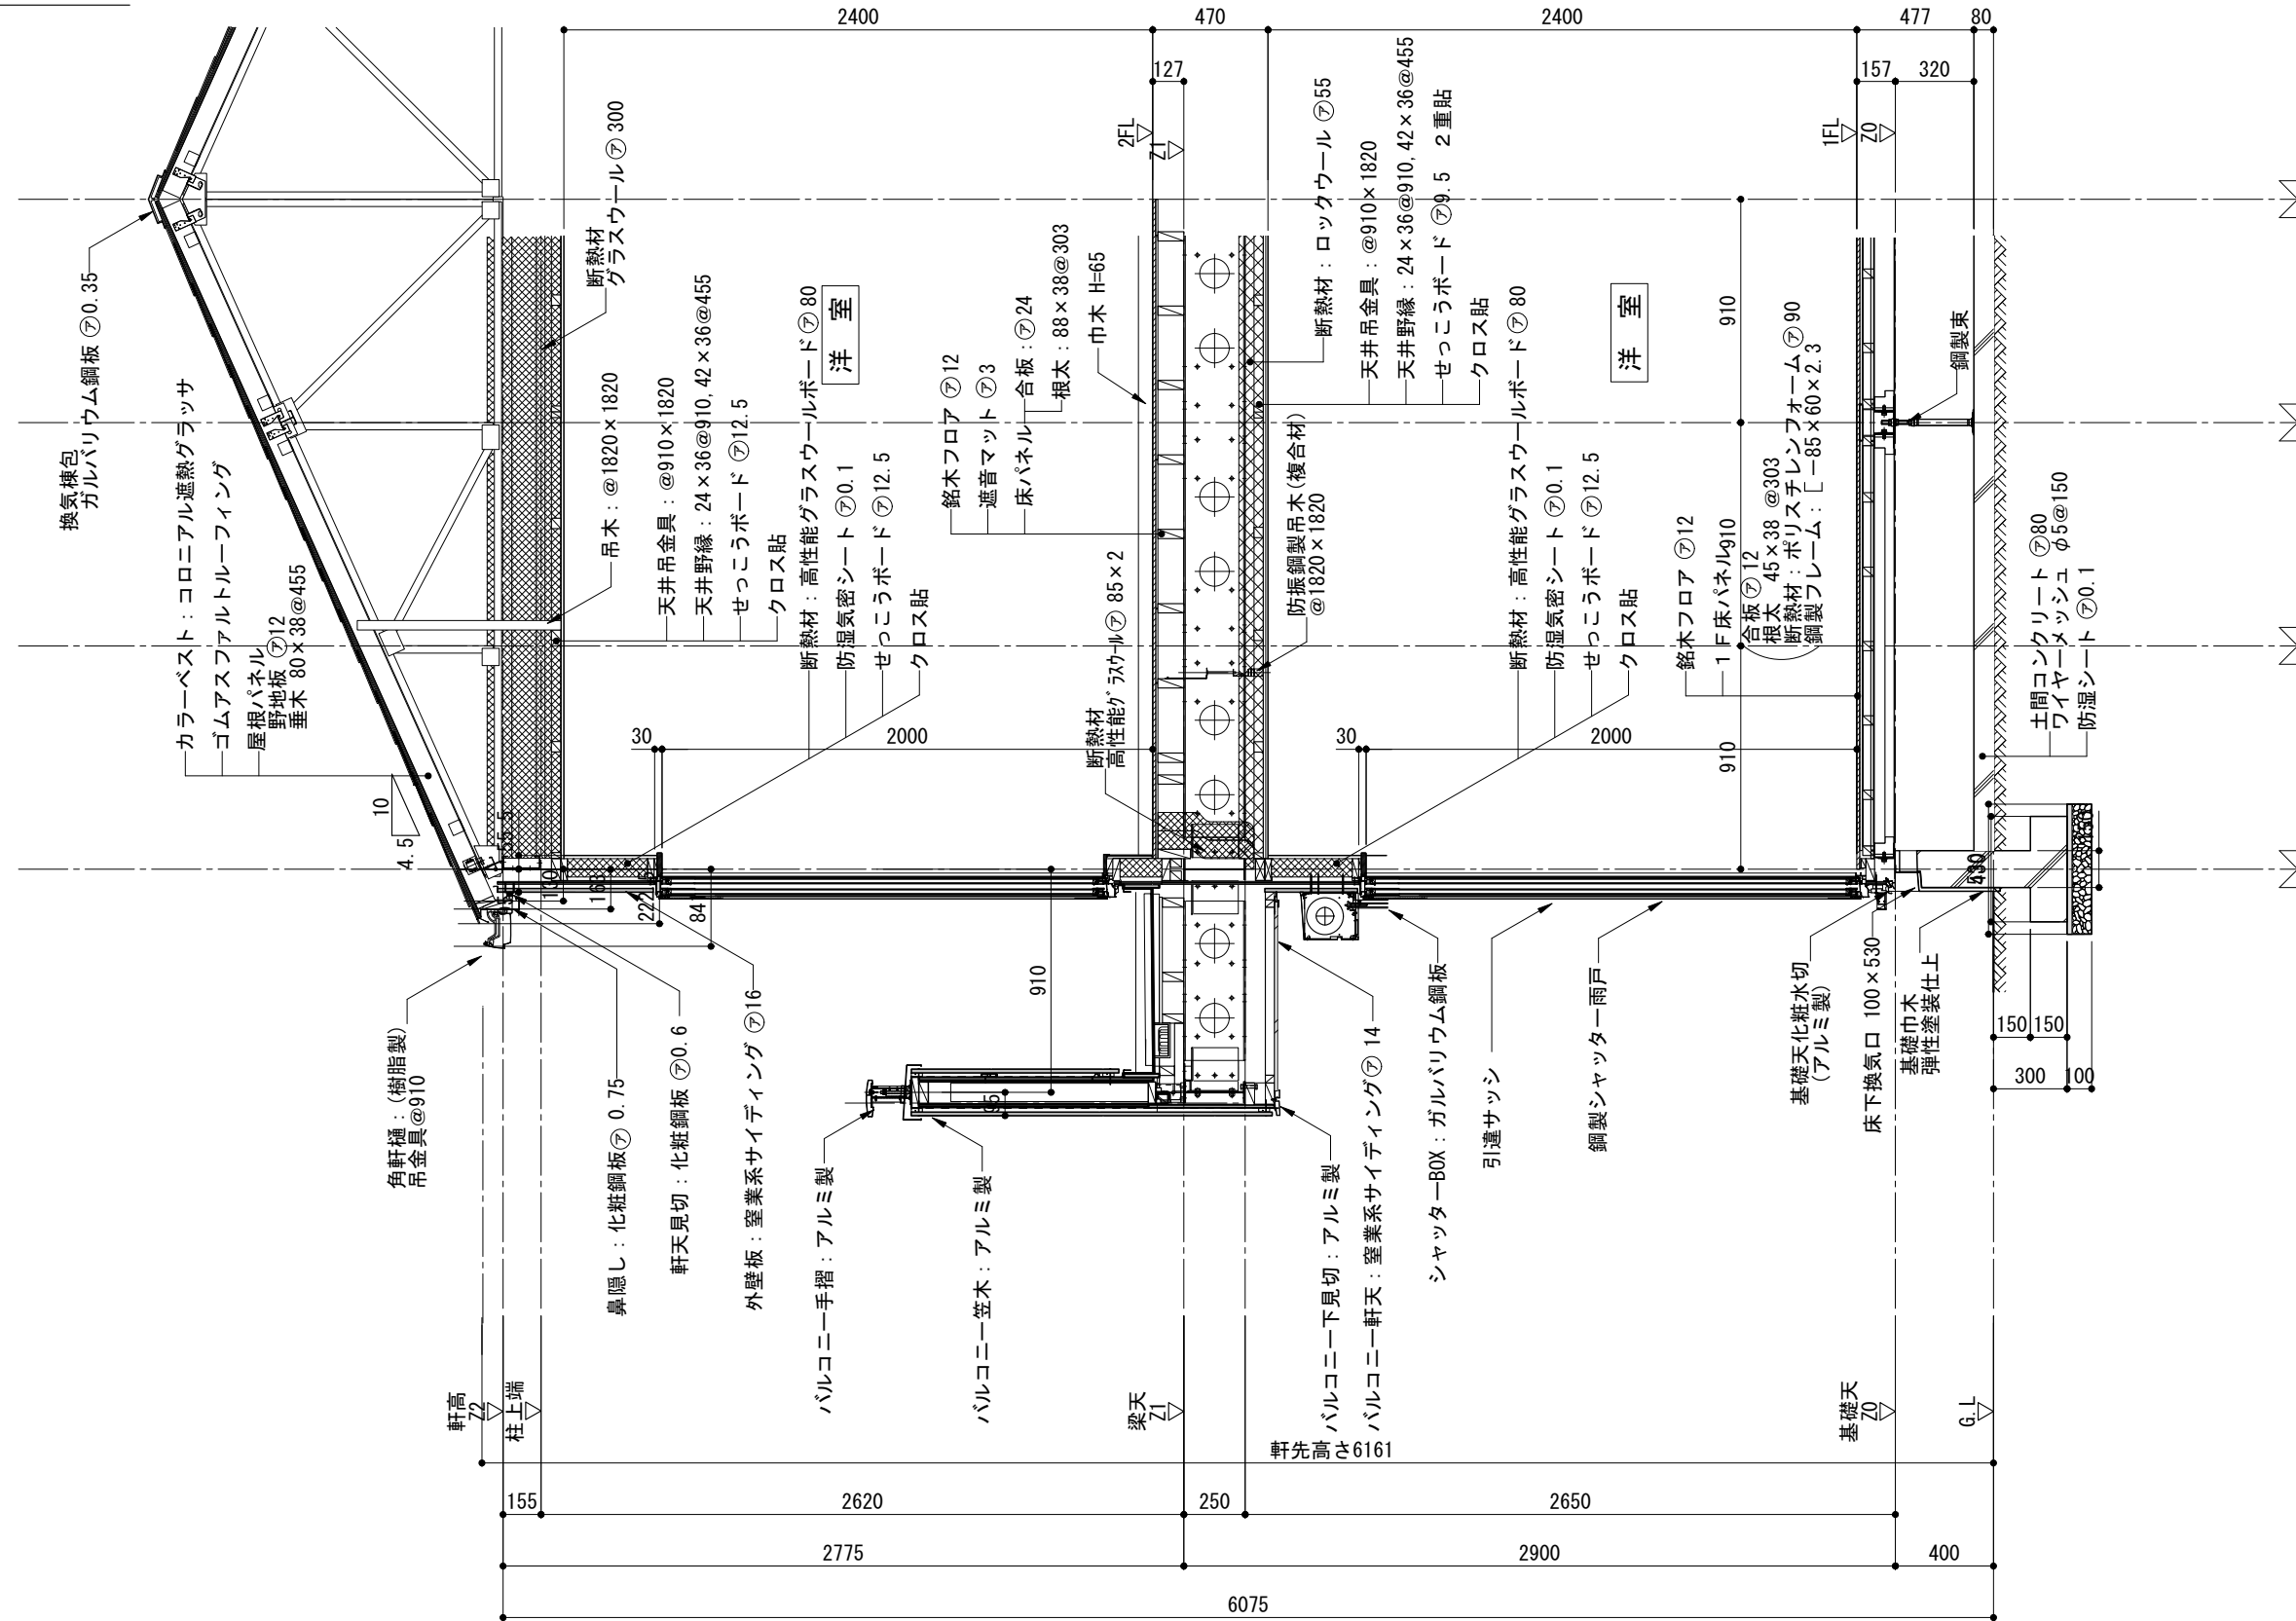 2400
470
2400
477
80
127
157
320
2FL
Z1
1FL
Z0
換気棟包
ガルバリウム鋼板 ㋐0.35
カラーベスト：コロニアル遮熱グラッサ
ゴムアスファルトルーフィング
屋根パネル
野地板 ㋐12
垂木 80×38@455
10
4.5
断熱材
グラスウール㋐300
吊木：@1820×1820
天井吊金具：@910×1820
天井野縁：24×36@910,42×36@455
せっこうボード ㋐12.5
クロス貼
断熱材：高性能グラスウールボード㋐80
防湿気密シート ㋐0.1
せっこうボード ㋐12.5
クロス貼
洋 室
銘木フロア ㋐12
遮音マット ㋐3
床パネル
合板：㋐24
根太：88×38@303
巾木 H=65
断熱材
高性能ｸﾞﾗｽｳｰﾙ㋐ 85×2
断熱材：ロックウール ㋐55
天井吊金具：@910×1820
天井野縁：24×36@910,42×36@455
せっこうボード ㋐9.5 2重貼
クロス貼
防振鋼製吊木(複合材)
@1820×1820
断熱材：高性能グラスウールボード㋐80
防湿気密シート ㋐0.1
せっこうボード ㋐12.5
クロス貼
洋 室
銘木フロア ㋐12
1F床パネル
合板㋐12
根太 45×38 @303
断熱材：ポリスチレンフォーム㋐90
鋼製フレーム：[－85×60×2.3
鋼製束
土間コンクリート ㋐80
ワイヤーメッシュ φ5@150
防湿シート ㋐0.1
910
910
910
30
2000
30
2000
130
163
841
910
95
150
150
300
100
角軒樋：(樹脂製)
吊金具@910
鼻隠し：化粧鋼板㋐ 0.75
軒天見切：化粧鋼板 ㋐0.6
外壁板：窒業系サイディング ㋐16
バルコニー手摺：アルミ製
バルコニー笠木：アルミ製
バルコニー下見切：アルミ製
バルコニー軒天：窒業系サイディング㋐ 14
シャッターBOX：ガルバリウム鋼板
引違サッシ
鋼製シャッター雨戸
基礎天化粧水切
(アルミ製)
床下換気口 100×530
基礎巾木
弾性塗装仕上
軒高
Z2
柱上端
梁天
Z1
基礎天
Z0
G.L
軒先高さ6161
155
2620
250
2650
2775
2900
400
6075